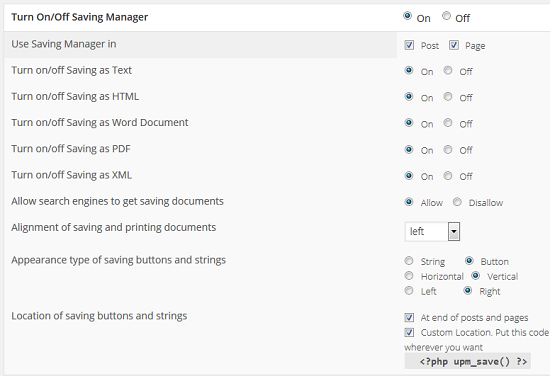 Turn On/Off Saving Manager On Off
Use Saving Manager in Post Page
Turn on/off Saving as Text On Off
Turn on/off Saving as HTML On Off
Turn on/off Saving as Word Document On Off
Turn on/off Saving as PDF On Off
Turn on/off Saving as XML On Off
Allow search engines to get saving documents Allow Disallow
Alignment of saving and printing documents left
Appearance type of saving buttons and strings String Button
Horizontal Vertical
Left Right
Location of saving buttons and strings At end of posts and pages
Custom Location. Put this code
wherever you want
<?php upm_save() ?>